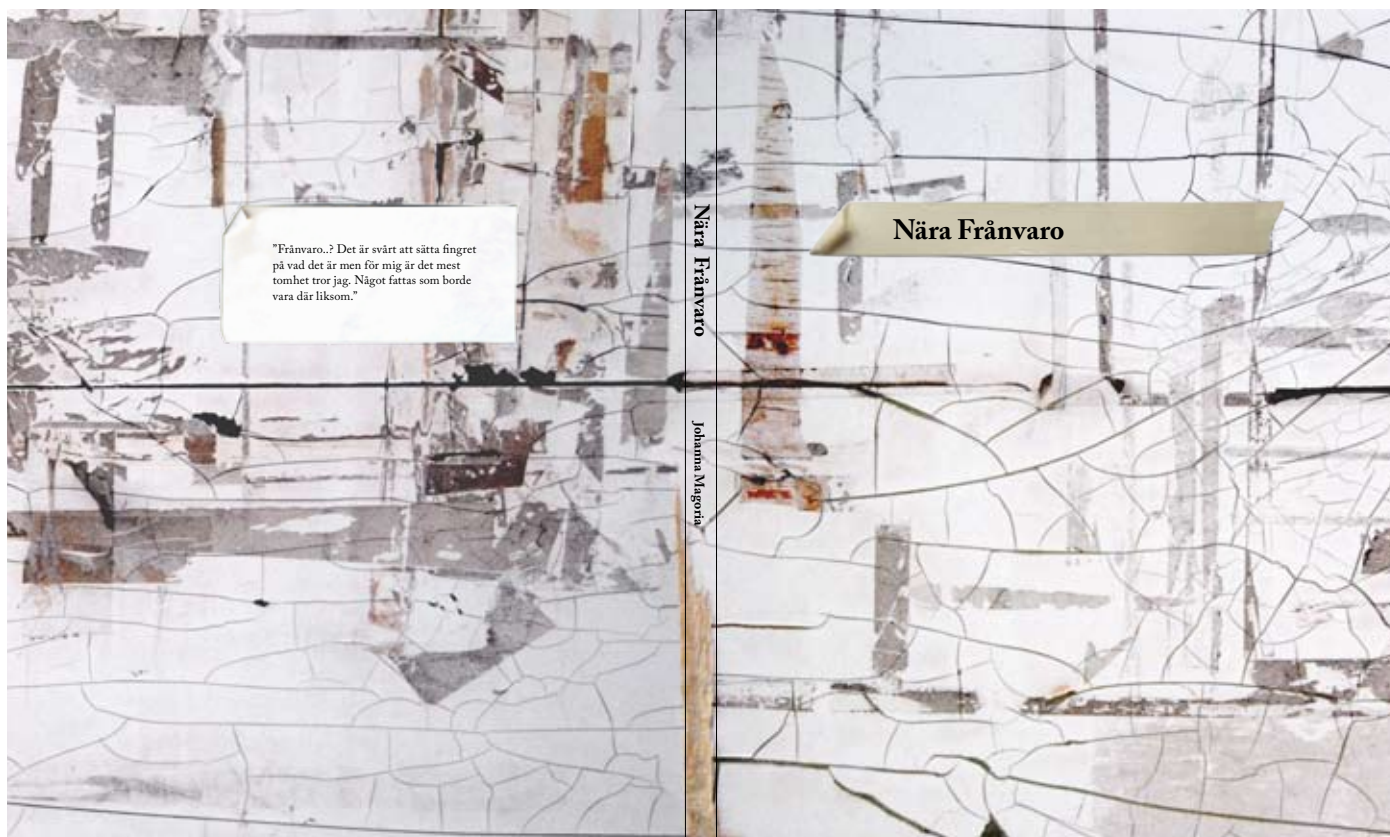 ”Frånvaro..? Det är svårt att sätta fingret
på vad det är men för mig är det mest
tomhet tror jag. Något fattas som borde
vara där liksom.”
Nära Frånvaro
Johanna Magoria
Nära Frånvaro